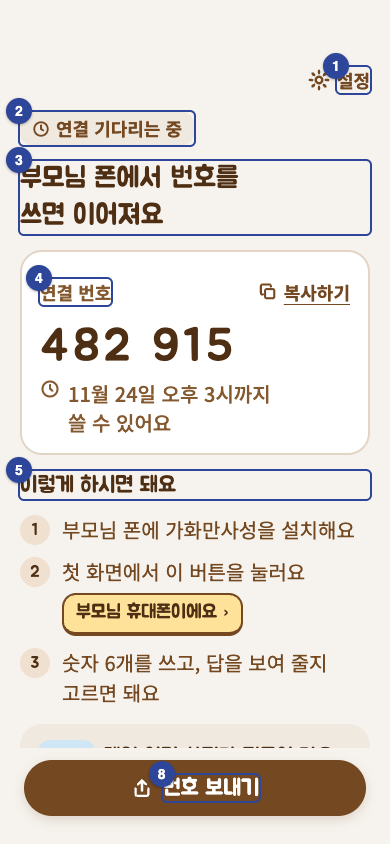 1
설정
2
연결 기다리는 중
3
부모님 폰에서 번호를
쓰면 이어져요
4
연결 번호
복사하기
482 915
11월 24일 오후 3시까지
쓸 수 있어요
5
이렇게 하시면 돼요
1 부모님 폰에 가화만사성을 설치해요
2 첫 화면에서 이 버튼을 눌러요
부모님 휴대폰이에요 ›
3 숫자 6개를 쓰고, 답을 보여 줄지
고르면 돼요
8
번호 보내기